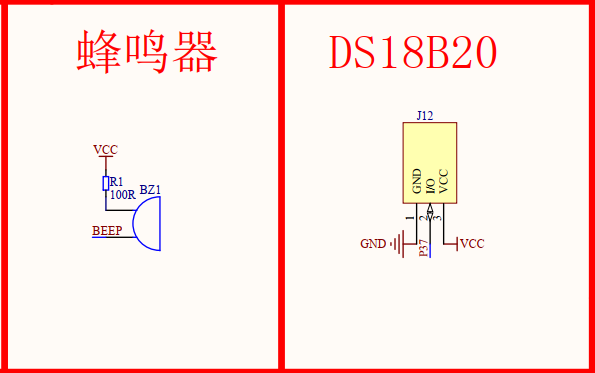 蜂鸣器
VCC
R1
100R
BZ1
BEEP
DS18B20
J12
GND
I/O
VCC
1
2
3
GND
P37
VCC